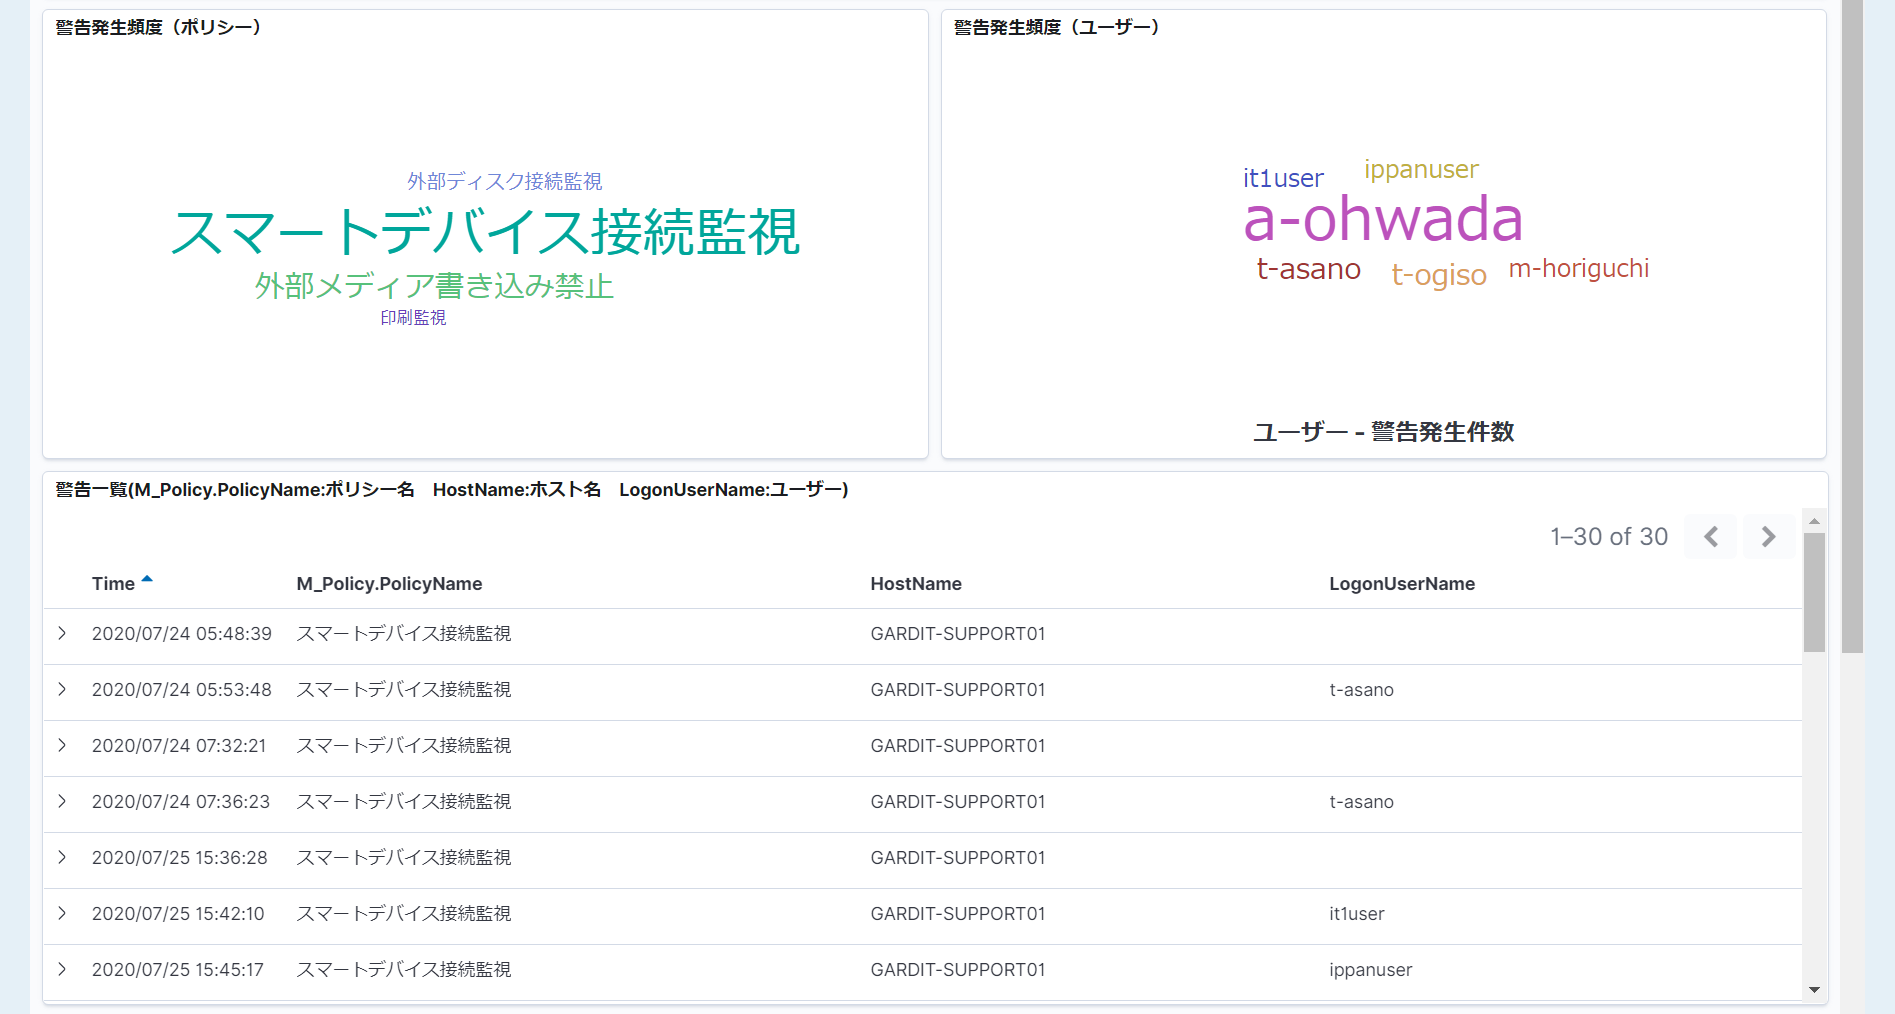 警告発生頻度（ポリシー）
外部ディスク接続監視
スマートデバイス接続監視
外部メディア書き込み禁止
印刷監視
警告発生頻度（ユーザー）
it1user ippanuser
a-ohwada
t-asano t-ogiso m-horiguchi
ユーザー - 警告発生件数
警告一覧(M_Policy.PolicyName:ポリシー名　HostName:ホスト名　LogonUserName:ユーザー)
1–30 of 30
Time M_Policy.PolicyName HostName LogonUserName
2020/07/24 05:48:39 スマートデバイス接続監視 GARDIT-SUPPORT01
2020/07/24 05:53:48 スマートデバイス接続監視 GARDIT-SUPPORT01 t-asano
2020/07/24 07:32:21 スマートデバイス接続監視 GARDIT-SUPPORT01
2020/07/24 07:36:23 スマートデバイス接続監視 GARDIT-SUPPORT01 t-asano
2020/07/25 15:36:28 スマートデバイス接続監視 GARDIT-SUPPORT01
2020/07/25 15:42:10 スマートデバイス接続監視 GARDIT-SUPPORT01 it1user
2020/07/25 15:45:17 スマートデバイス接続監視 GARDIT-SUPPORT01 ippanuser